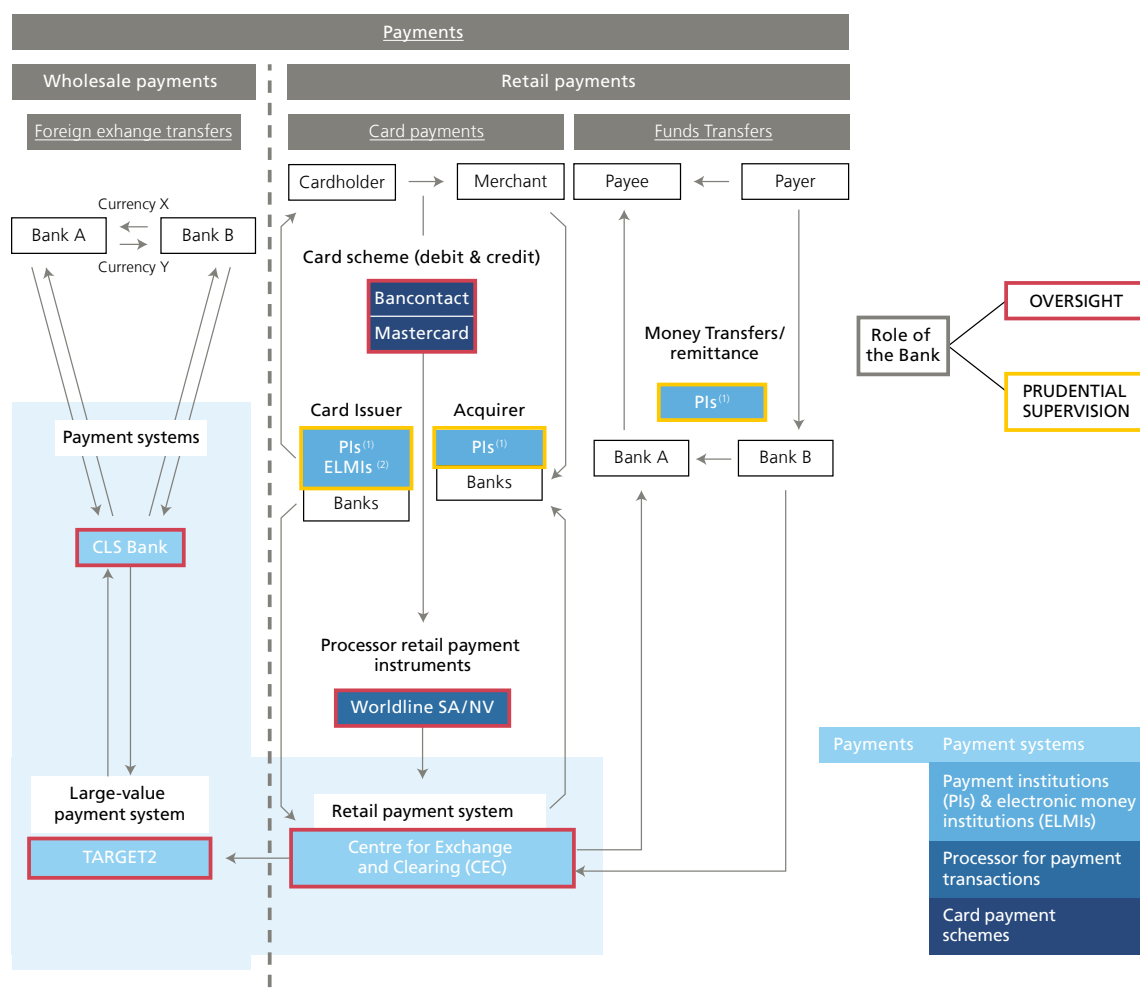 Payments
Wholesale payments
Retail payments
Foreign exhange transfers
Card payments
Funds Transfers
Cardholder
Merchant
Payee
Payer
Currency X
Bank A
Bank B
Currency Y
Card scheme (debit & credit)
Bancontact
Mastercard
Money Transfers/
remittance
PIs (1)
Role of
the Bank
OVERSIGHT
PRUDENTIAL
SUPERVISION
Payment systems
Card Issuer
PIs (1)
ELMIs (2)
Banks
Acquirer
PIs (1)
Banks
Bank A
Bank B
CLS Bank
Processor retail payment
instruments
Worldline SA/NV
Large-value
payment system
TARGET2
Retail payment system
Centre for Exchange
and Clearing (CEC)
Payments
Payment systems
Payment institutions
(PIs) & electronic money
institutions (ELMIs)
Processor for payment
transactions
Card payment
schemes